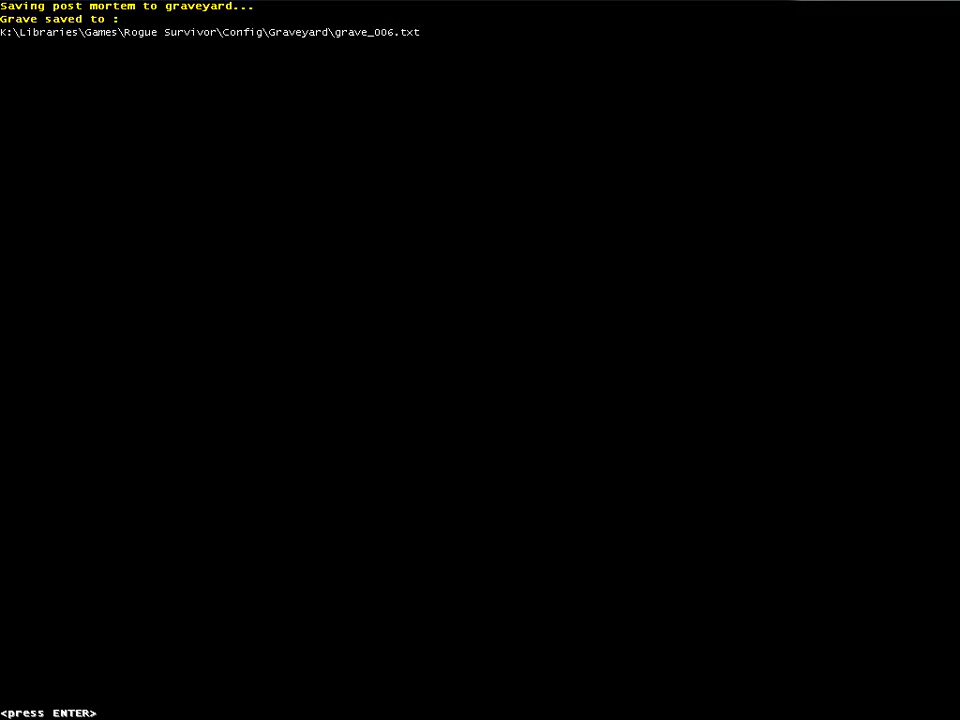 Saving post mortem to graveyard...
Grave saved to :
K:\Libraries\Games\Rogue Survivor\Config\Graveyard\grave_006.txt
<press ENTER>